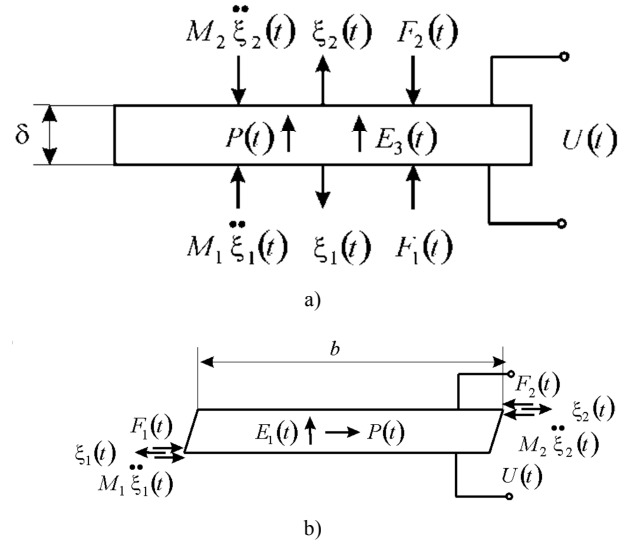 M₂ ξ̈₂(t) ξ₂(t) F₂(t)
δ P(t) E₃(t) U(t)
M₁ ξ̈₁(t) ξ₁(t) F₁(t)
a)
b
F₂(t)
F₁(t) E₁(t) P(t) ξ₂(t)
ξ₁(t) M₂ ξ̈₂(t)
M₁ ξ̈₁(t) U(t)
b)